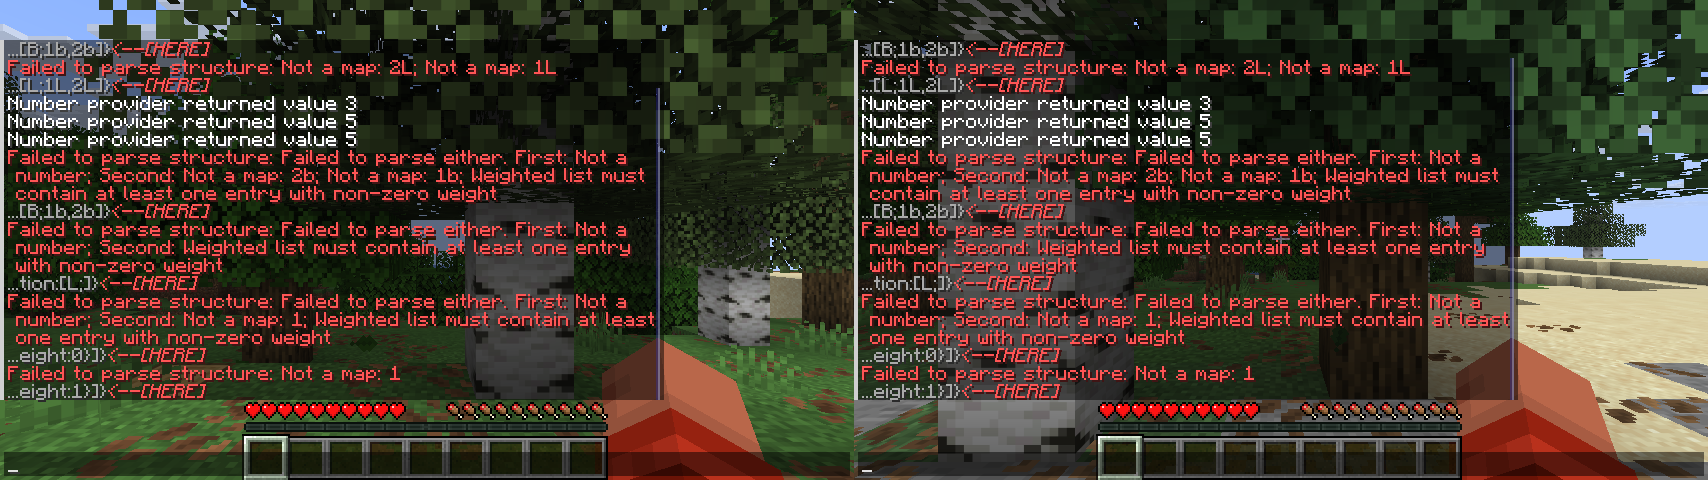 ...[B;1b,2b]}<--[HERE]
Failed to parse structure: Not a map: 2L; Not a map: 1L
...[L;1L,2L]}<--[HERE]
Number provider returned value 3
Number provider returned value 5
Number provider returned value 5
Failed to parse structure: Failed to parse either. First: Not a
number; Second: Not a map: 2b; Not a map: 1b; Weighted list must
contain at least one entry with non-zero weight
...[B;1b,2b]}<--[HERE]
Failed to parse structure: Failed to parse either. First: Not a
number; Second: Weighted list must contain at least one entry
with non-zero weight
...tion:[L;]}<--[HERE]
Failed to parse structure: Failed to parse either. First: Not a
number; Second: Not a map: 1; Weighted list must contain at least
one entry with non-zero weight
...eight:0}]}<--[HERE]
Failed to parse structure: Not a map: 1
...eight:1}]}<--[HERE]
_
...[B;1b,2b]}<--[HERE]
Failed to parse structure: Not a map: 2L; Not a map: 1L
...[L;1L,2L]}<--[HERE]
Number provider returned value 3
Number provider returned value 5
Number provider returned value 5
Failed to parse structure: Failed to parse either. First: Not a
number; Second: Not a map: 2b; Not a map: 1b; Weighted list must
contain at least one entry with non-zero weight
...[B;1b,2b]}<--[HERE]
Failed to parse structure: Failed to parse either. First: Not a
number; Second: Weighted list must contain at least one entry
with non-zero weight
...tion:[L;]}<--[HERE]
Failed to parse structure: Failed to parse either. First: Not a
number; Second: Not a map: 1; Weighted list must contain at least
one entry with non-zero weight
...eight:0}]}<--[HERE]
Failed to parse structure: Not a map: 1
...eight:1}]}<--[HERE]
_